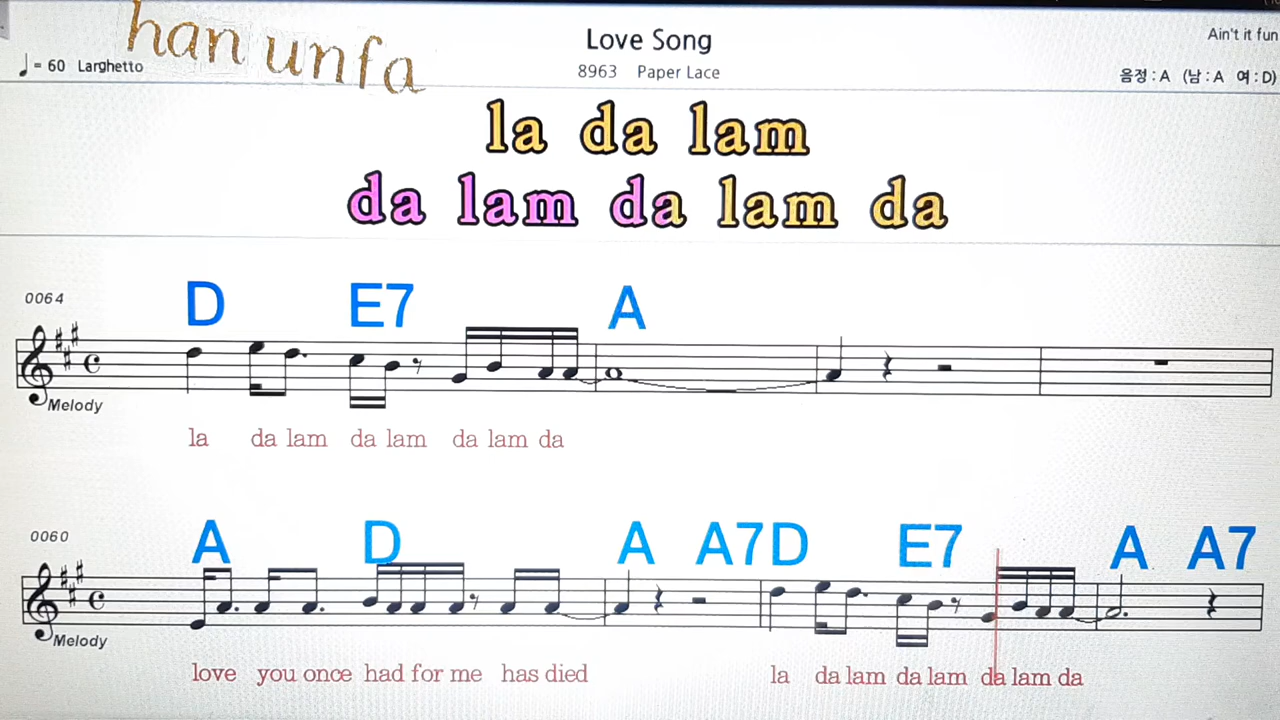 han unfa
Love Song
Ain't it fun
♩= 60 Larghetto
8963 Paper Lace
음정 : A (남 : A 여 : D)
la da lam
da lam da lam da
0064
D E7 A
Melody
la da lam da lam da lam da
0060
A D A A7 D E7 A A7
Melody
love you once had for me has died la da lam da lam da lam da